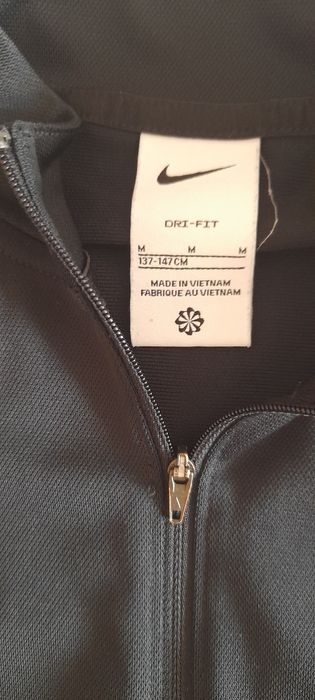 DRI-FIT
M M M
137-147CM
MADE IN VIETNAM
FABRIQUE AU VIETNAM